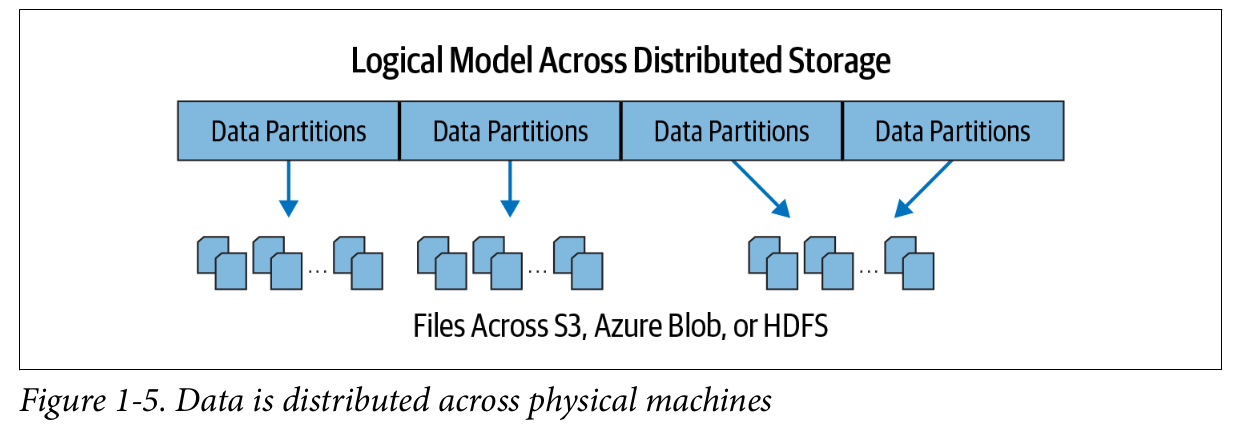 Logical Model Across Distributed Storage
Data Partitions Data Partitions Data Partitions Data Partitions
... ... ...
Files Across S3, Azure Blob, or HDFS
Figure 1-5. Data is distributed across physical machines